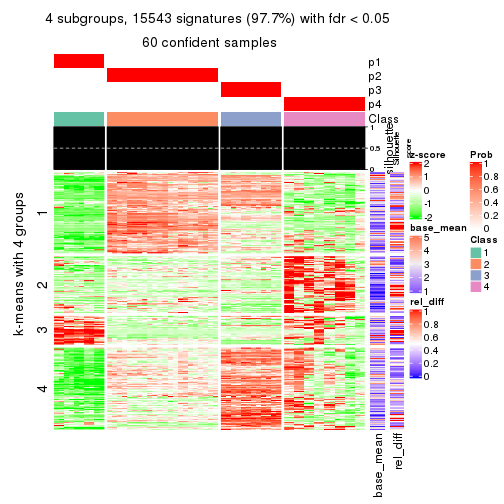 4 subgroups, 15543 signatures (97.7%) with fdr < 0.05
60 confident samples
p1
p2
p3
p4
Class
1
0.5
0
silhouette
Silhouette
score
k-means with 4 groups
1
2
3
4
base_mean
rel_diff
z-score
2
1
0
-1
-2
base_mean
5
4
3
2
1
rel_diff
1
0.8
0.6
0.4
0.2
0
Prob
1
0.8
0.6
0.4
0.2
0
Class
1
2
3
4